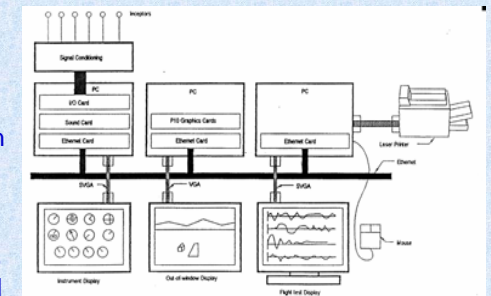 Inceptors
Signal Conditioning
PC
I/O Card
Sound Card
Ethernet Card
PC
P10 Graphics Cards
Ethernet Card
PC
Ethernet Card
Laser Printer
Ethernet
SVGA
VGA
SVGA
Mouse
Instrument Display
Out of window Display
Flight test Display